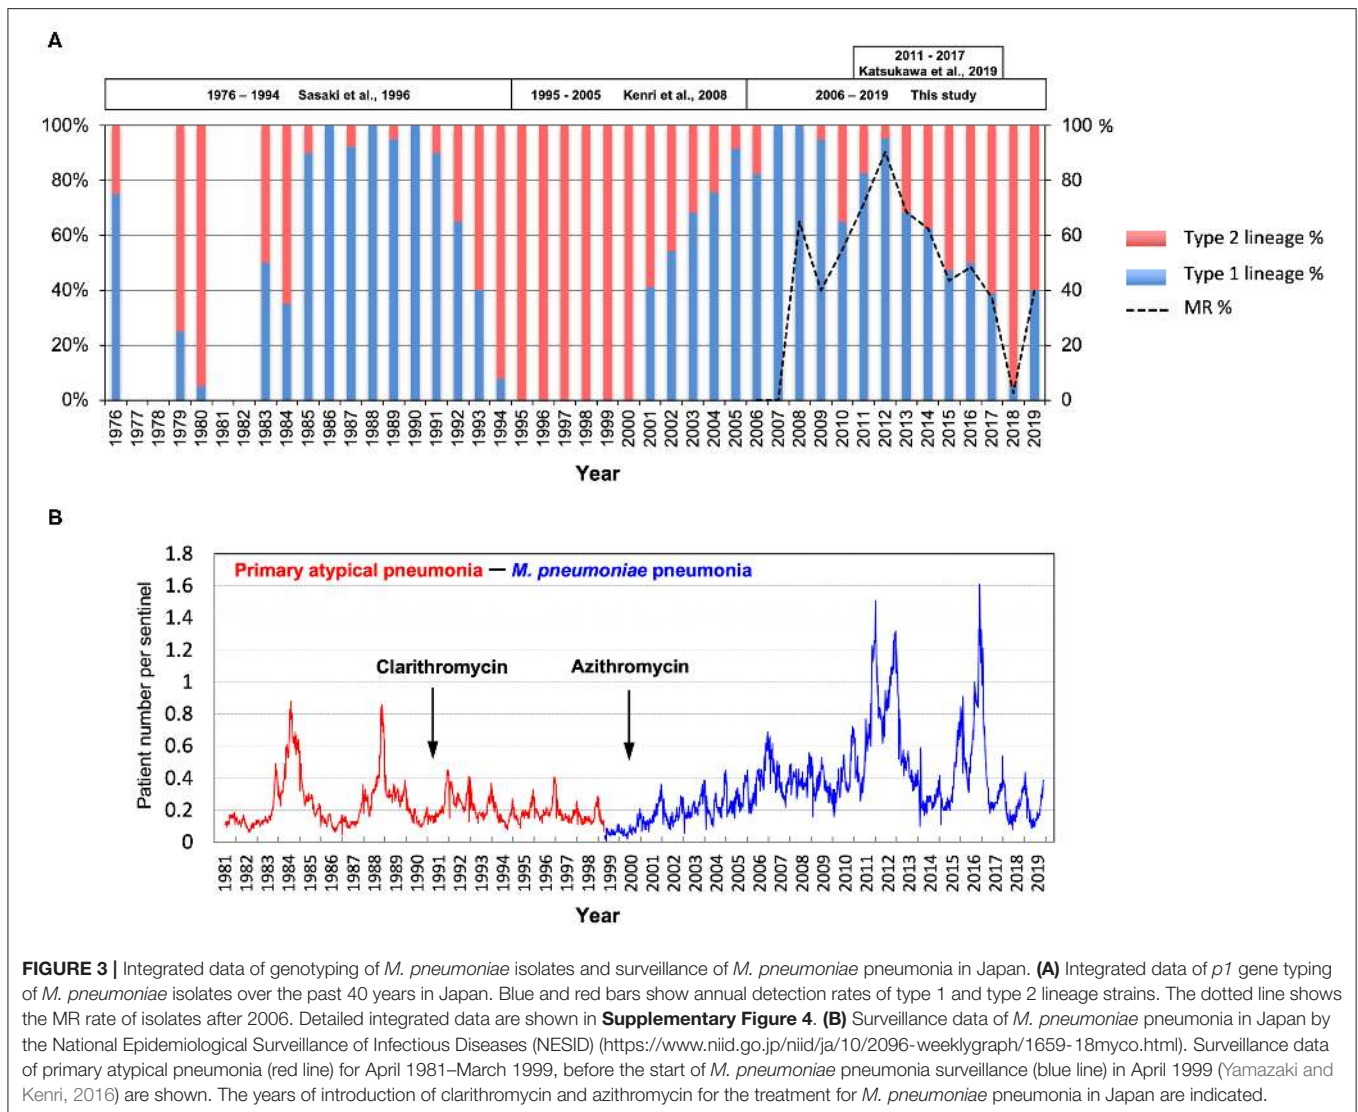 A
2011 - 2017
Katsukawa et al., 2019
1976 – 1994 Sasaki et al., 1996
1995 - 2005 Kenri et al., 2008
2006 – 2019 This study
100%
80%
60%
40%
20%
0%
100 %
80
60
40
20
0
1976 1977 1978 1979 1980 1981 1982 1983 1984 1985 1986 1987 1988 1989 1990 1991 1992 1993 1994 1995 1996 1997 1998 1999 2000 2001 2002 2003 2004 2005 2006 2007 2008 2009 2010 2011 2012 2013 2014 2015 2016 2017 2018 2019
Year
Type 2 lineage %
Type 1 lineage %
MR %
B
Primary atypical pneumonia — M. pneumoniae pneumonia
Clarithromycin
Azithromycin
Patient number per sentinel
1.8
1.6
1.4
1.2
1
0.8
0.6
0.4
0.2
0
1981 1982 1983 1984 1985 1986 1987 1988 1989 1990 1991 1992 1993 1994 1995 1996 1997 1998 1999 2000 2001 2002 2003 2004 2005 2006 2007 2008 2009 2010 2011 2012 2013 2014 2015 2016 2017 2018 2019
Year
FIGURE 3 | Integrated data of genotyping of M. pneumoniae isolates and surveillance of M. pneumoniae pneumonia in Japan. (A) Integrated data of p1 gene typing
of M. pneumoniae isolates over the past 40 years in Japan. Blue and red bars show annual detection rates of type 1 and type 2 lineage strains. The dotted line shows
the MR rate of isolates after 2006. Detailed integrated data are shown in Supplementary Figure 4. (B) Surveillance data of M. pneumoniae pneumonia in Japan by
the National Epidemiological Surveillance of Infectious Diseases (NESID) (https://www.niid.go.jp/niid/ja/10/2096-weeklygraph/1659-18myco.html). Surveillance data
of primary atypical pneumonia (red line) for April 1981–March 1999, before the start of M. pneumoniae pneumonia surveillance (blue line) in April 1999 (Yamazaki and
Kenri, 2016) are shown. The years of introduction of clarithromycin and azithromycin for the treatment for M. pneumoniae pneumonia in Japan are indicated.